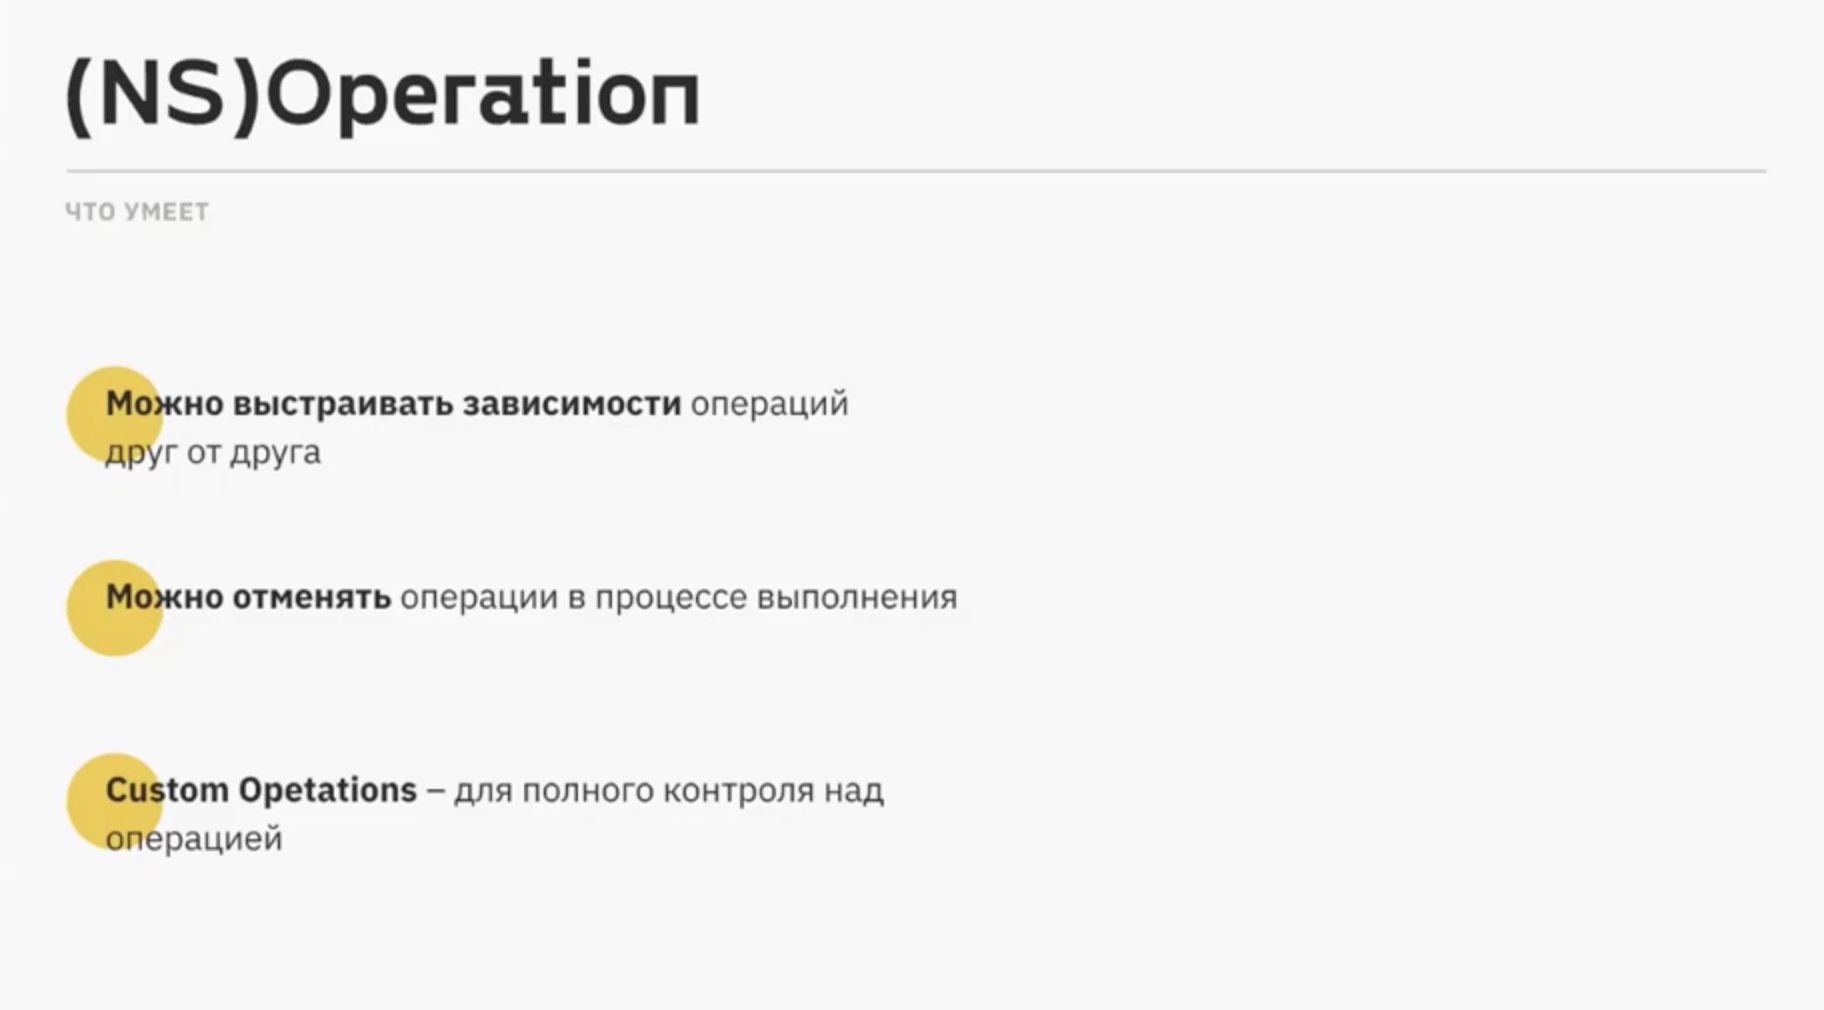 (NS)Operation
ЧТО УМЕЕТ
Можно выстраивать зависимости операций
друг от друга
Можно отменять операции в процессе выполнения
Custom Opetations – для полного контроля над
операцией